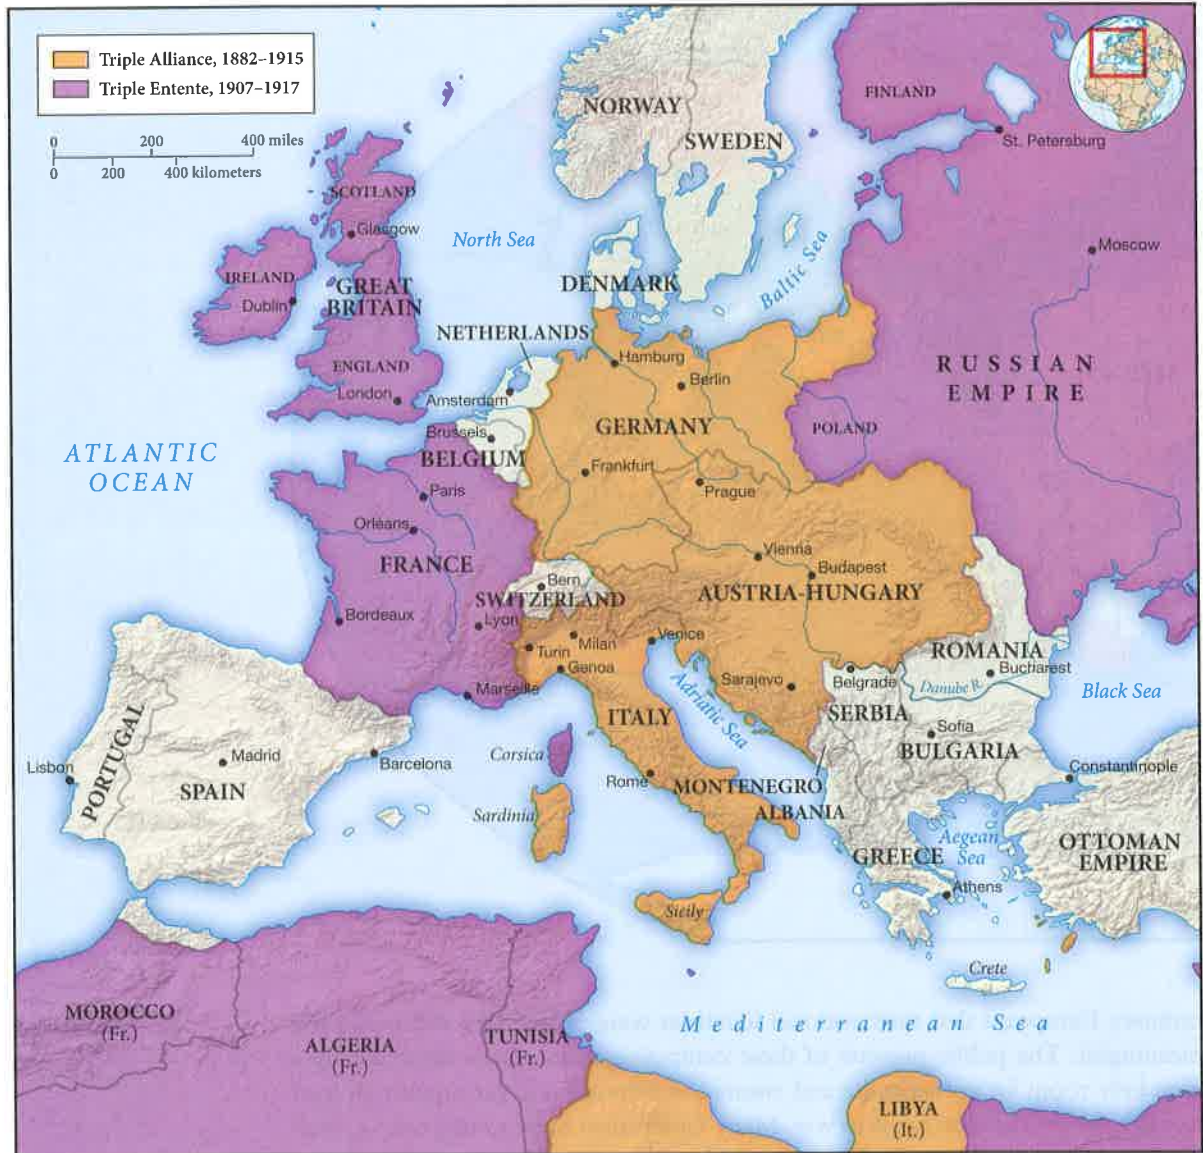 Triple Alliance, 1882–1915
Triple Entente, 1907–1917
0 200 400 miles
0 200 400 kilometers
NORWAY
SWEDEN
FINLAND
St. Petersburg
SCOTLAND
Glasgow
North Sea
Baltic Sea
Moscow
IRELAND
Dublin
GREAT
BRITAIN
DENMARK
NETHERLANDS
ENGLAND
London
Amsterdam
Hamburg
Berlin
RUSSIAN
EMPIRE
ATLANTIC
OCEAN
Brussels
BELGIUM
GERMANY
POLAND
Frankfurt
Prague
Paris
Orléans
FRANCE
Vienna
Budapest
Bern
SWITZERLAND
AUSTRIA-HUNGARY
Bordeaux
Lyon
Milan
Venice
Turin
Genoa
ROMANIA
Bucharest
Danube R.
Black Sea
Marseille
Sarajevo
Belgrade
Adriatic Sea
ITALY
SERBIA
Sofia
BULGARIA
PORTUGAL
Lisbon
Madrid
SPAIN
Barcelona
Corsica
Rome
MONTENEGRO
ALBANIA
Constantinople
Sardinia
Aegean
Sea
GREECE
OTTOMAN
EMPIRE
Athens
Sicily
Crete
MOROCCO
(Fr.)
ALGERIA
(Fr.)
TUNISIA
(Fr.)
Mediterranean Sea
LIBYA
(It.)